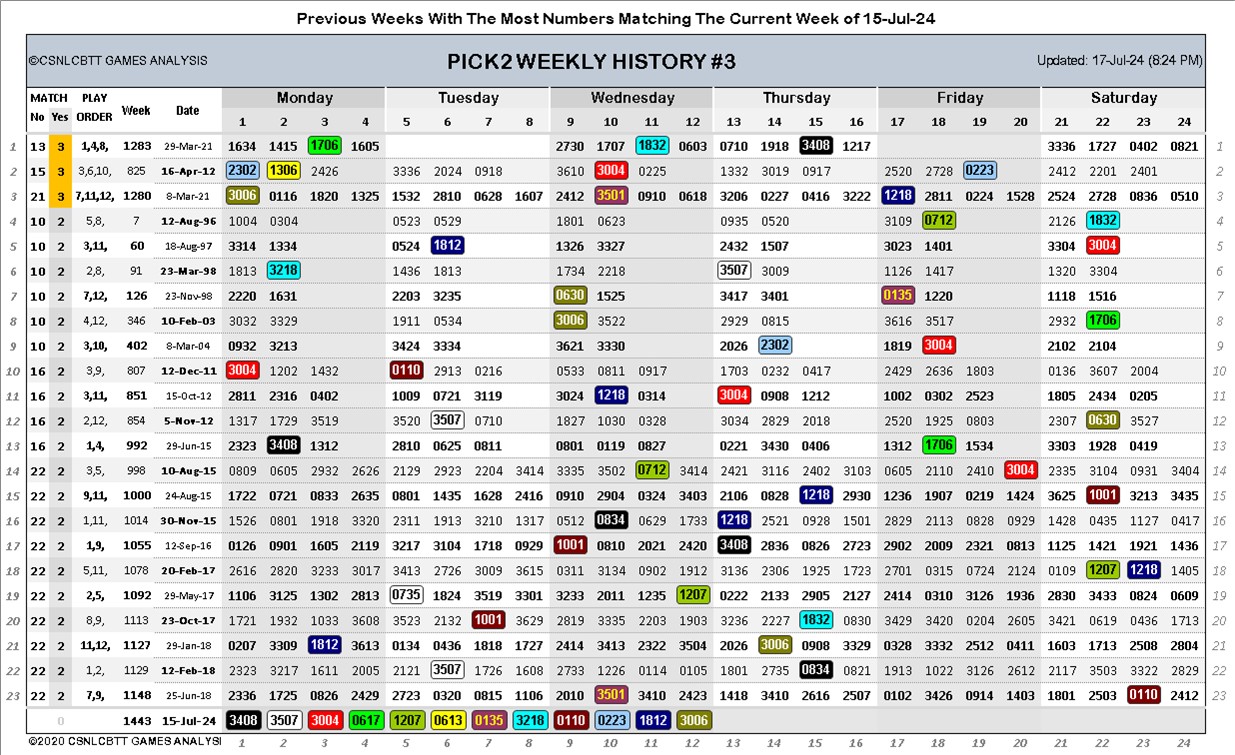 Previous Weeks With The Most Numbers Matching The Current Week of 15-Jul-24
©CSNLCBTT GAMES ANALYSIS PICK2 WEEKLY HISTORY #3 Updated: 17-Jul-24 (8:24 PM)
MATCH PLAY Week Date Monday Tuesday Wednesday Thursday Friday Saturday
No Yes ORDER 1 2 3 4 5 6 7 8 9 10 11 12 13 14 15 16 17 18 19 20 21 22 23 24
1 13 3 1,4,8, 1283 29-Mar-21 1634 1415 1706 1605 2730 1707 1832 0603 0710 1918 3408 1217 3336 1727 0402 0821 1
2 15 3 3,6,10, 825 16-Apr-12 2302 1306 2426 3336 2024 0918 3610 3004 0225 1332 3019 0917 2520 2728 0223 2412 2201 2401 2
3 21 3 7,11,12, 1280 8-Mar-21 3006 0116 1820 1325 1532 2810 0628 1607 2412 3501 0910 0618 3206 0227 0416 3222 1218 2811 0224 1528 2524 2728 0836 0510 3
4 10 2 5,8, 7 12-Aug-96 1004 0304 0523 0529 1801 0623 0935 0520 3109 0712 2126 1832 4
5 10 2 3,11, 60 18-Aug-97 3314 1334 0524 1812 1326 3327 2432 1507 3023 1401 3304 3004 5
6 10 2 2,8, 91 23-Mar-98 1813 3218 1436 1813 1734 2218 3507 3009 1126 1417 1320 3304 6
7 10 2 7,12, 126 23-Nov-98 2220 1631 2203 3235 0630 1525 3417 3401 0135 1220 1118 1516 7
8 10 2 4,12, 346 10-Feb-03 3032 3329 1911 0534 3006 3522 2929 0815 3616 3517 2932 1706 8
9 10 2 3,10, 402 8-Mar-04 0932 3213 3424 3334 3621 3330 2026 2302 1819 3004 2102 2104 9
10 16 2 3,9, 807 12-Dec-11 3004 1202 1432 0110 2913 0216 0533 0811 0917 1703 0232 0417 2429 2636 1803 0136 3607 2004 10
11 16 2 3,11, 851 15-Oct-12 2811 2316 0402 1009 0721 3119 3024 1218 0314 3004 0908 1212 1002 0302 2523 1805 2434 0205 11
12 16 2 2,12, 854 5-Nov-12 1317 1729 3519 3520 3507 0710 1827 1030 0328 3034 2829 2018 2520 1925 0803 2307 0630 3527 12
13 16 2 1,4, 992 29-Jun-15 2323 3408 1312 2810 0625 0811 0801 0119 0827 0221 3430 0406 1312 1706 1534 3303 1928 0419 13
14 22 2 3,5, 998 10-Aug-15 0809 0605 2932 2626 2129 2923 2204 3414 3335 3502 0712 3414 2421 3116 2402 3103 0605 2110 2410 3004 2335 3104 0931 3404 14
15 22 2 9,11, 1000 24-Aug-15 1722 0721 0833 2635 0801 1435 1628 2416 0910 2904 0324 3403 2106 0828 1218 2930 1236 1907 0219 1424 3625 1001 3213 3435 15
16 22 2 1,11, 1014 30-Nov-15 1526 0801 1918 3320 2311 1913 3210 1317 0512 0834 0629 1733 1218 2521 0928 1501 2829 2113 0828 0929 1428 0435 1127 0417 16
17 22 2 1,9, 1055 12-Sep-16 0126 0901 1605 2119 3217 3104 1718 0929 1001 0810 2021 2420 3408 2836 0826 2723 2902 2009 2321 0813 1125 1421 1921 1436 17
18 22 2 5,11, 1078 20-Feb-17 2616 2820 3233 3017 3413 2726 3009 3615 0311 3134 0902 1912 3136 2306 1925 1723 2701 0315 0724 2124 0109 1207 1218 1405 18
19 22 2 2,5, 1092 29-May-17 1106 3125 1302 2813 0735 1824 3519 3301 3233 2011 1235 1207 0222 2133 2905 2127 2414 0310 3126 1936 2830 3433 0824 0609 19
20 22 2 8,9, 1113 23-Oct-17 1721 1932 1033 3608 3523 2132 1001 3629 2819 3335 2203 1903 3236 2227 1832 0830 3429 3420 0204 2605 3421 0619 0436 1713 20
21 22 2 11,12, 1127 29-Jan-18 0207 3309 1812 3613 0134 0436 1818 1727 2414 3413 2322 3504 2026 3006 0908 3329 0328 3332 2512 0411 1603 1713 2508 2804 21
22 22 2 1,2, 1129 12-Feb-18 2323 3217 1611 2005 2121 3507 1726 1608 2733 1226 0114 0105 1801 2735 0834 0821 1913 1022 3126 2612 2117 3503 3322 2829 22
23 22 2 7,9, 1148 25-Jun-18 2336 1725 0826 2429 2723 0320 0815 1106 2010 3501 3410 2423 1418 3410 2616 2507 0102 3426 0914 1403 1801 2503 0110 2412 23
0 1443 15-Jul-24 3408 3507 3004 0617 1207 0613 0135 3218 0110 0223 1812 3006
©2020 CSNLCBTT GAMES ANALYSI 1 2 3 4 5 6 7 8 9 10 11 12 13 14 15 16 17 18 19 20 21 22 23 24